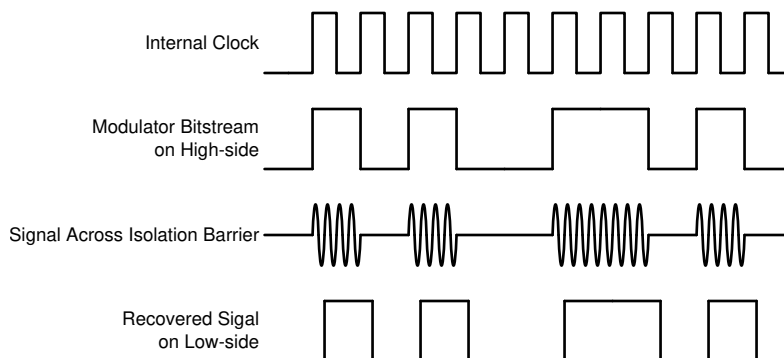 Internal Clock
Modulator Bitstream
on High-side
Signal Across Isolation Barrier
Recovered Sigal
on Low-side